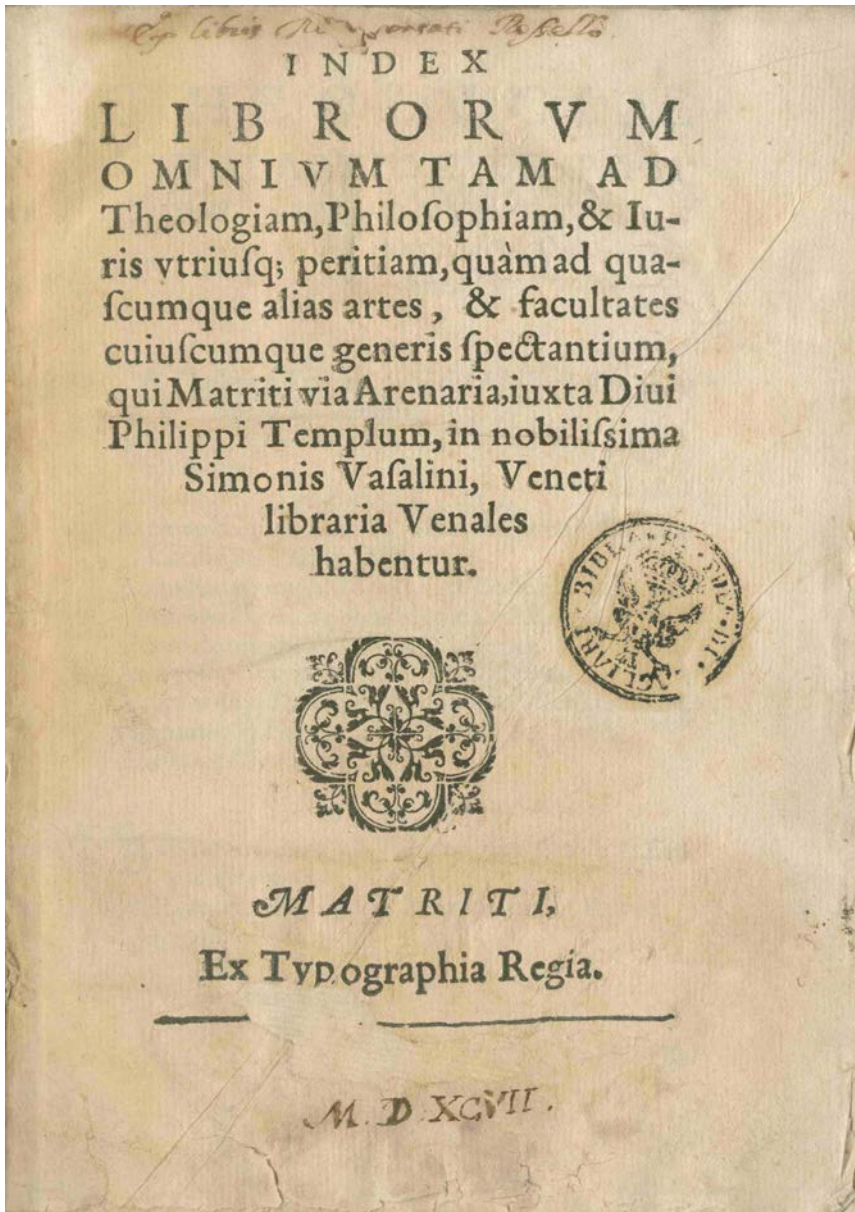 Ex libris
INDEX
LIBRORVM
OMNIVM TAM AD
Theologiam, Philoſophiam, & Iu-
ris vtriuſq; peritiam, quàm ad qua-
ſcumque alias artes, & facultates
cuiuſcumque generis ſpectantium,
qui Matriti via Arenaria, iuxta Diui
Philippi Templum, in nobiliſsima
Simonis Vaſalini, Veneti
libraria Venales
habentur.
MATRITI,
Ex Typographia Regia.
M. D XCVII.